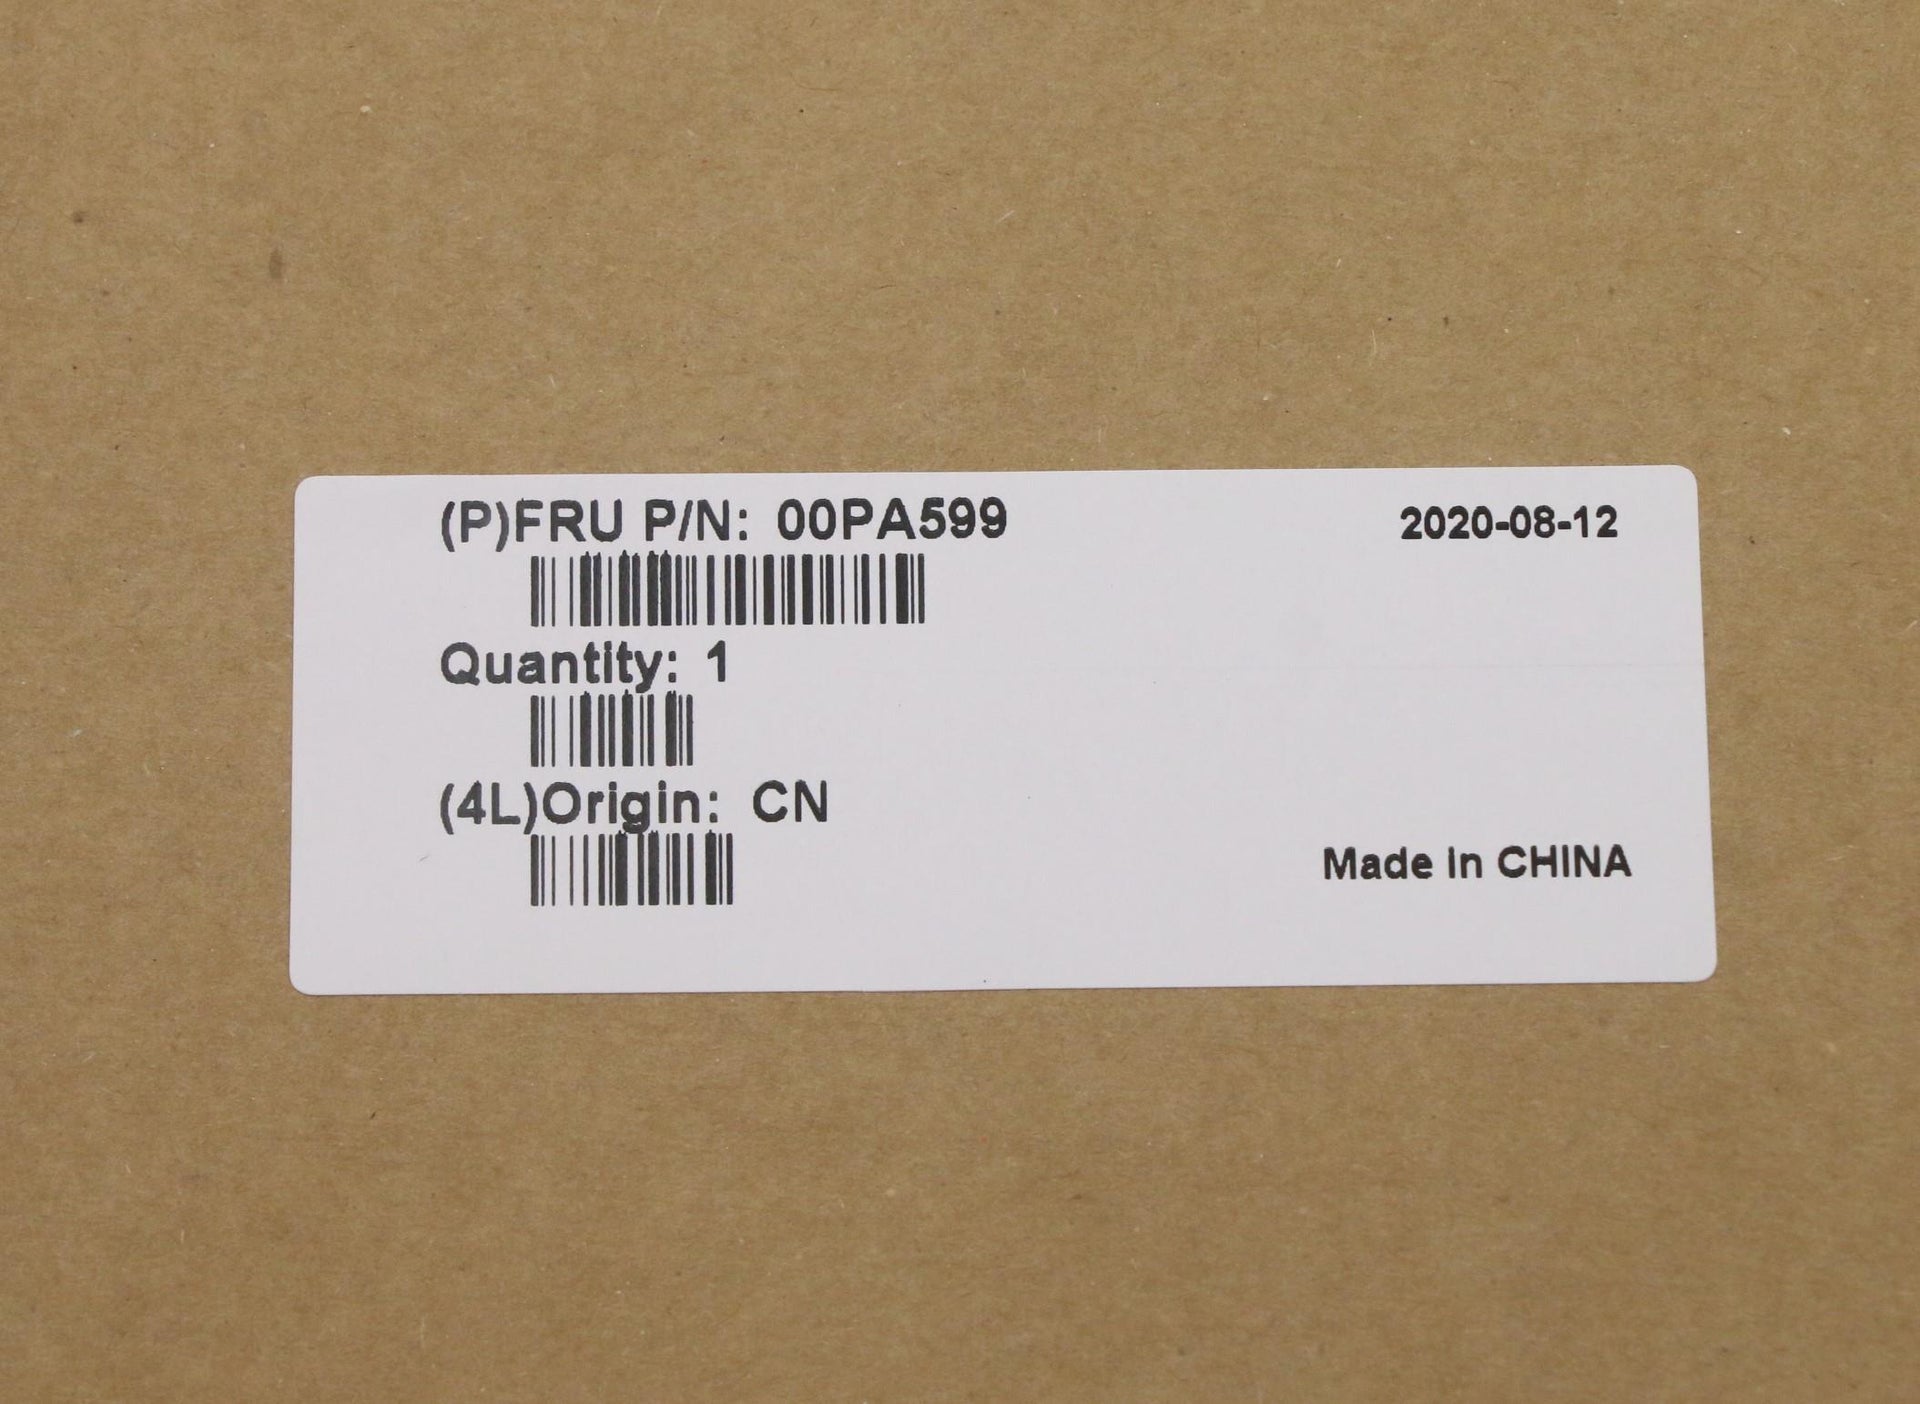 (P)FRU P/N: 00PA599
2020-08-12
Quantity: 1
(4L)Origin: CN
Made in CHINA